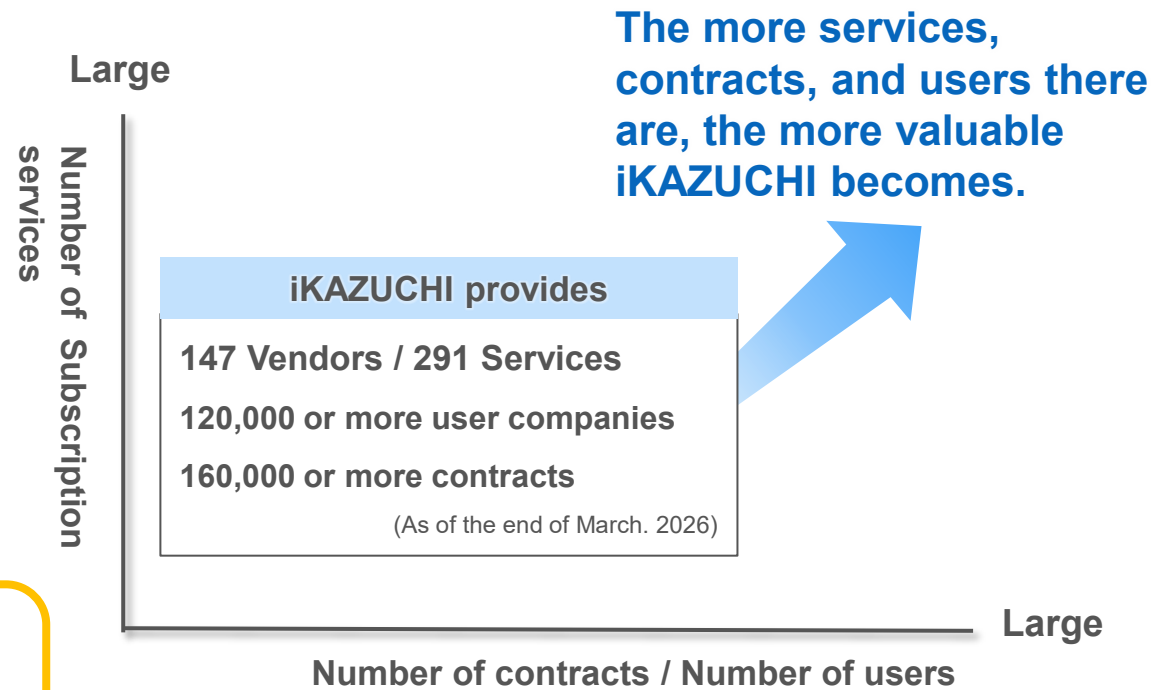 The more services,
contracts, and users there
are, the more valuable
iKAZUCHI becomes.
Large
Number of Subscription
services
iKAZUCHI provides
147 Vendors / 291 Services
120,000 or more user companies
160,000 or more contracts
(As of the end of March. 2026)
Large
Number of contracts / Number of users